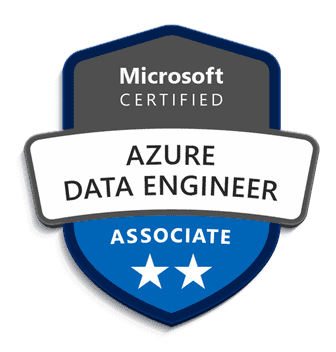 Microsoft
CERTIFIED
AZURE
DATA ENGINEER
ASSOCIATE